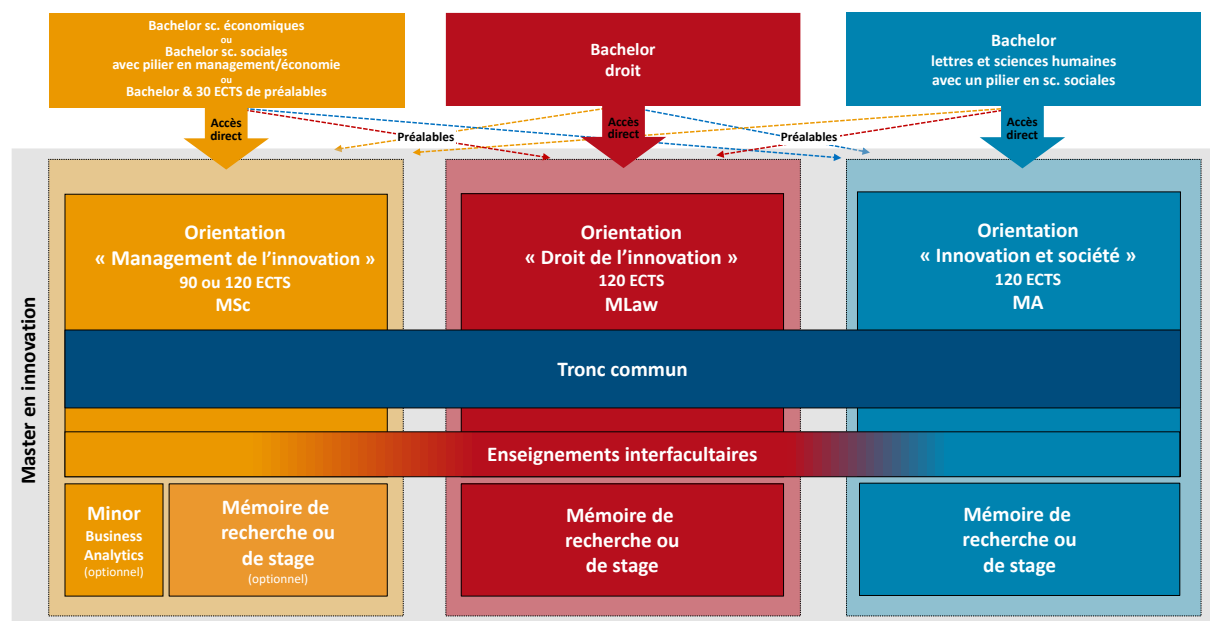 Bachelor sc. économiques
ou
Bachelor sc. sociales
avec pilier en management/économie
ou
Bachelor & 30 ECTS de préalables
Bachelor
droit
Bachelor
lettres et sciences humaines
avec un pilier en sc. sociales
Accès
direct
Préalables
Accès
direct
Préalables
Accès
direct
Master en innovation
Orientation
« Management de l'innovation »
90 ou 120 ECTS
MSc
Orientation
« Droit de l'innovation »
120 ECTS
MLaw
Orientation
« Innovation et société »
120 ECTS
MA
Tronc commun
Enseignements interfacultaires
Minor
Business
Analytics
(optionnel)
Mémoire de
recherche ou
de stage
(optionnel)
Mémoire de
recherche ou
de stage
Mémoire de
recherche ou
de stage